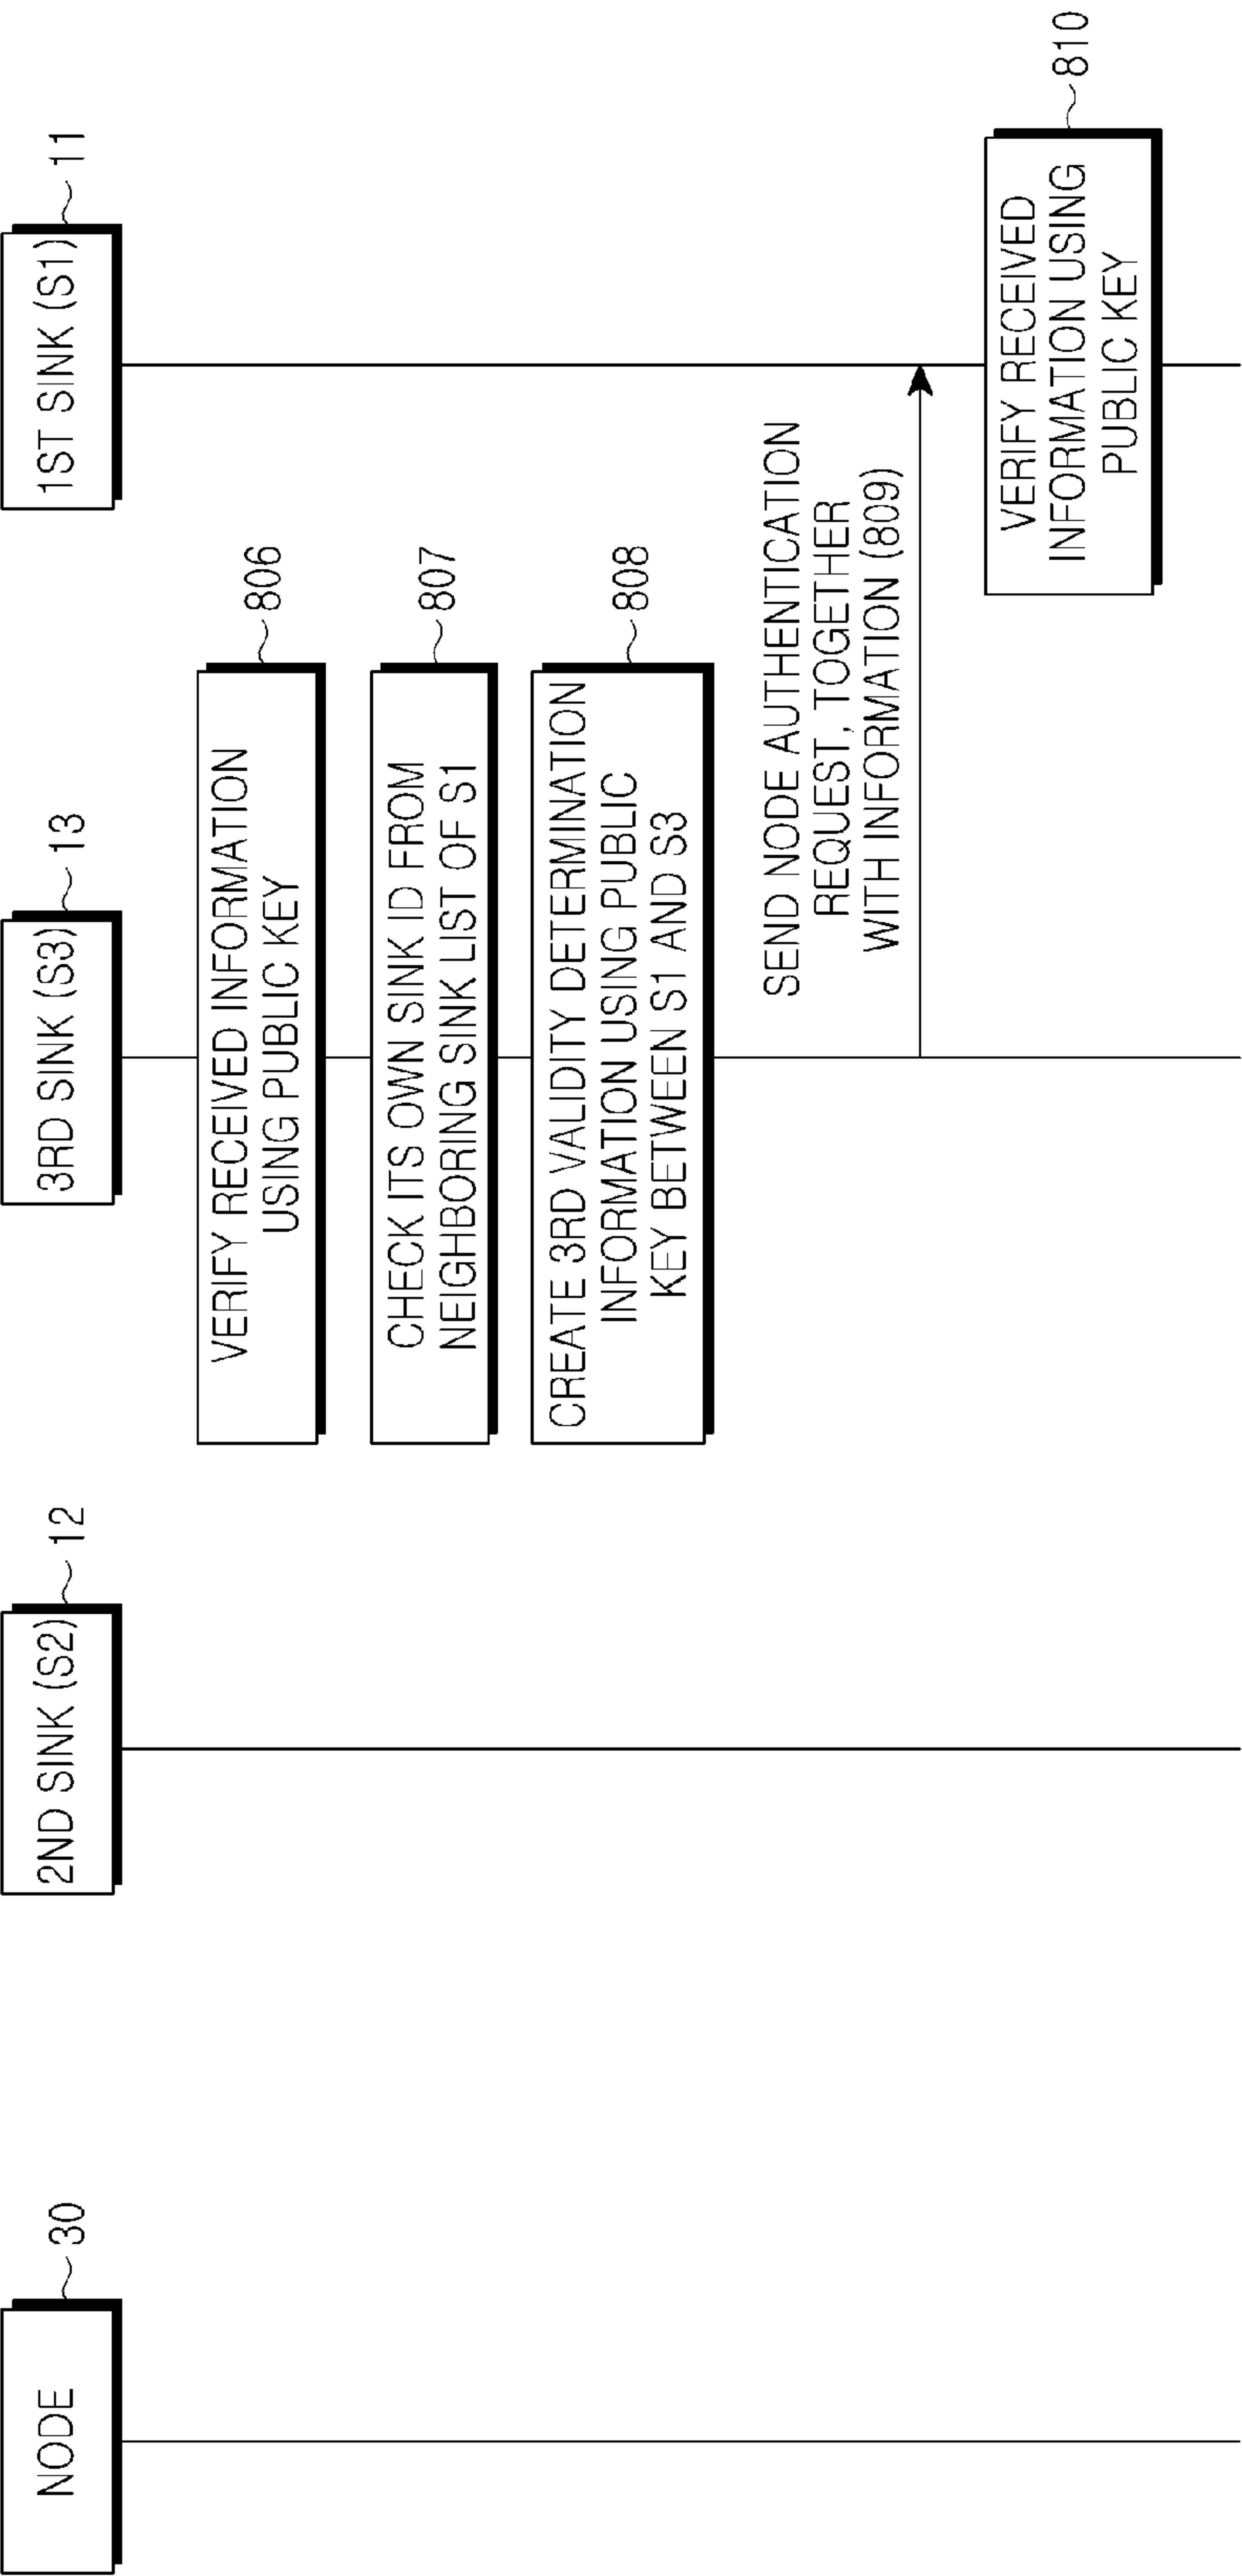 NODE
30
2ND SINK (S2)
12
3RD SINK (S3)
13
1ST SINK (S1)
11
VERIFY RECEIVED INFORMATION
USING PUBLIC KEY
806
CHECK ITS OWN SINK ID FROM
NEIGHBORING SINK LIST OF S1
807
CREATE 3RD VALIDITY DETERMINATION
INFORMATION USING PUBLIC
KEY BETWEEN S1 AND S3
808
SEND NODE AUTHENTICATION
REQUEST, TOGETHER
WITH INFORMATION (809)
VERIFY RECEIVED
INFORMATION USING
PUBLIC KEY
810